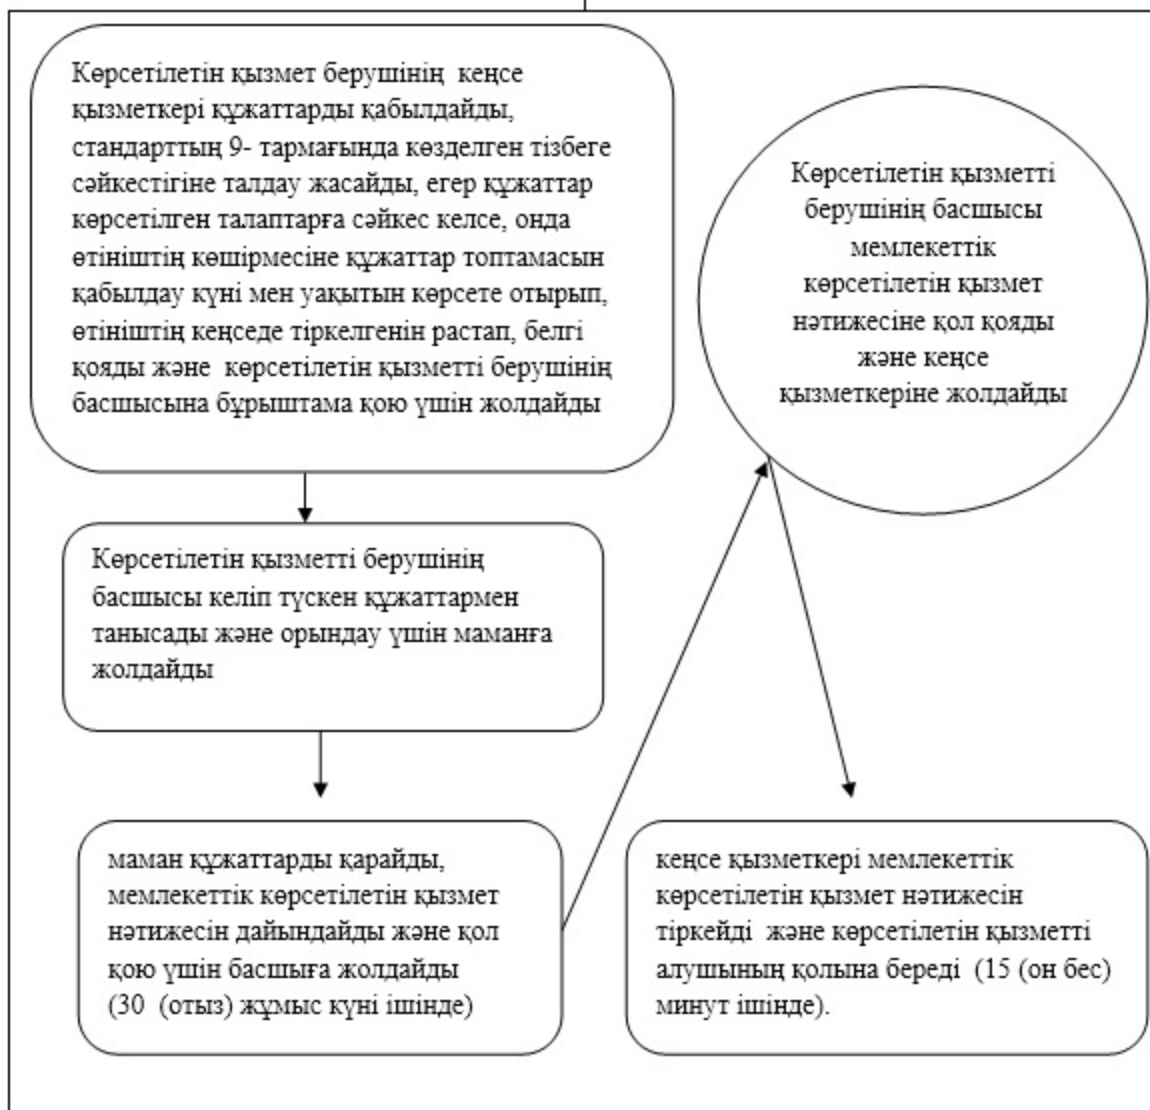 Көрсетілетін қызмет берушінің  кеңсе
қызметкері құжаттарды қабылдайды,
стандарттың 9- тармағында көзделген тізбеге
сәйкестігіне талдау жасайды, егер құжаттар
көрсетілген талаптарға сәйкес келсе, онда
өтініштің көшірмесіне құжаттар топтамасын
қабылдау күні мен уақытын көрсете отырып,
өтініштің кеңседе тіркелгенін растап, белгі
қояды және  көрсетілетін қызметті берушінің
басшысына бұрыштама қою үшін жолдайды
Көрсетілетін қызметті берушінің
басшысы келіп түскен құжаттармен
танысады және орындау үшін маманға
жолдайды
маман құжаттарды қарайды,
мемлекеттік көрсетілетін қызмет
нәтижесін дайындайды және қол
қою үшін басшыға жолдайды
(30  (отыз) жұмыс күні ішінде)
Көрсетілетін қызметті
берушінің басшысы
мемлекеттік
көрсетілетін қызмет
нәтижесіне қол қояды
және кеңсе
қызметкеріне жолдайды
кеңсе қызметкері мемлекеттік
көрсетілетін қызмет нәтижесін
тіркейді  және көрсетілетін қызметті
алушының қолына береді  (15 (он бес)
минут ішінде).